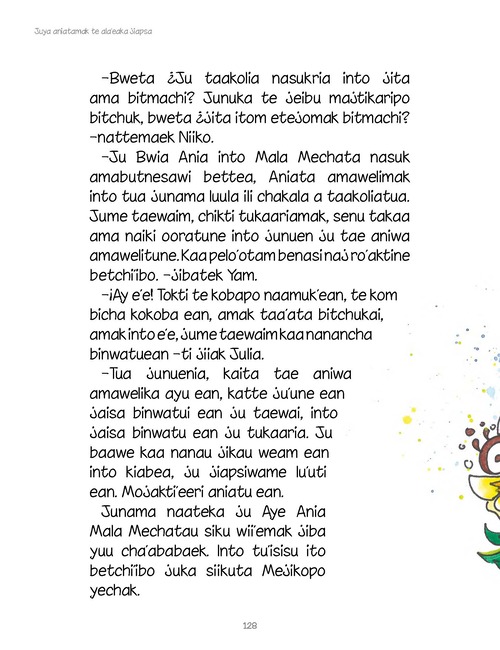 Juya aniatamak te ala'eaka jiapsa
–Bweta ¿Ju taakolia nasukria into jita
ama bitmachi? Junuka te jeibu majtikaripo
bitchuk, bweta ¿jita itom etejomak bitmachi?
–nattemaek Niiko.
–Ju Bwia Ania into Mala Mechata nasuk
amabutnesawi bettea, Aniata amawelimak
into tua junama luula ili chakala a taakoliatua.
Jume taewaim, chikti tukaariamak, senu takaa
ama naiki ooratune into junuen ju tae aniwa
amawelitune. Kaa pelo'otam benasi naj ro'aktine
betchi'ibo. –jibatek Yam.
–¡Ay e'e! Tokti te kobapo naamuk'ean, te kom
bicha kokoba ean, amak taa'ata bitchukai,
amak into e'e, jume taewaim kaa nanancha
binwatuean –ti jiiak Julia.
–Tua junuenia, kaita tae aniwa
amawelika ayu ean, katte ju'une ean
jaisa binwatui ean ju taewai, into
jaisa binwatu ean ju tukaaria. Ju
baawe kaa nanau jikau weam ean
into kiabea, ju jiapsiwame lu'uti
ean. Mojakti'eeri aniatu ean.
Junama naateka ju Aye Ania
Mala Mechatau siku wii'emak jiba
yuu cha'ababaek. Into tu'isisu ito
betchi'ibo juka siikuta Mejikopo
yechak.
128